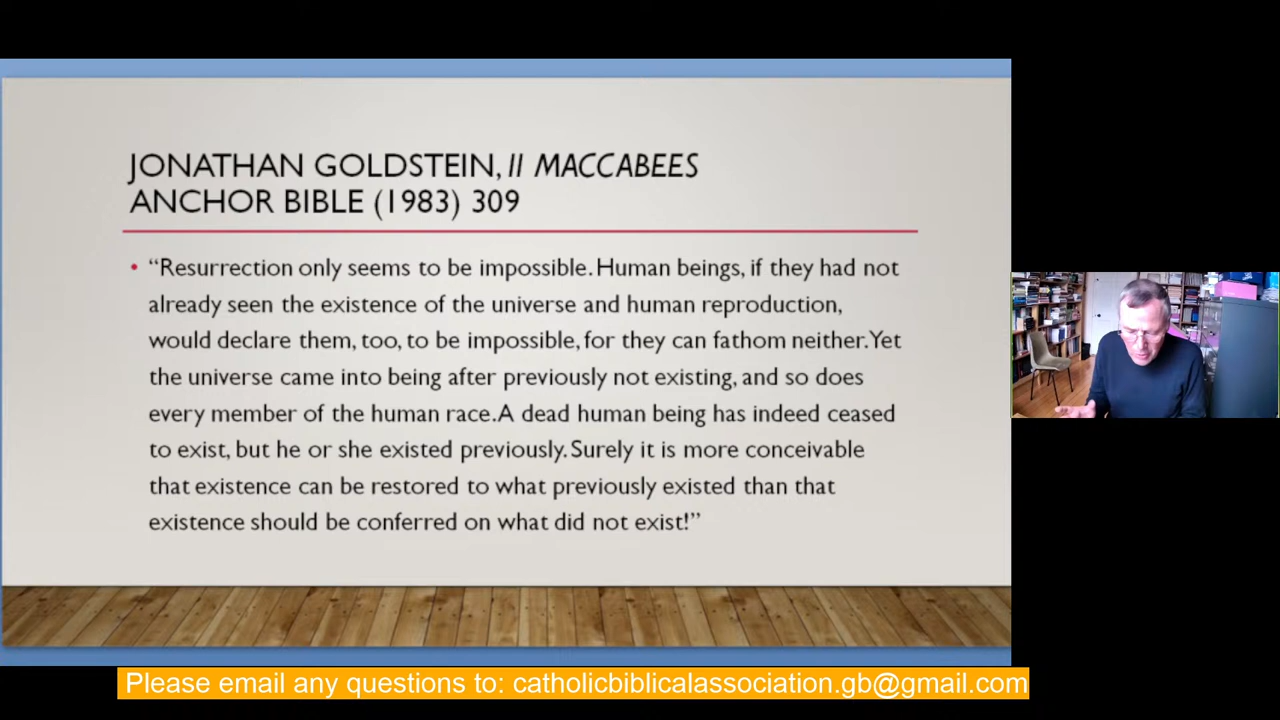 JONATHAN GOLDSTEIN, II MACCABEES
ANCHOR BIBLE (1983) 309
• “Resurrection only seems to be impossible. Human beings, if they had not
already seen the existence of the universe and human reproduction,
would declare them, too, to be impossible, for they can fathom neither. Yet
the universe came into being after previously not existing, and so does
every member of the human race. A dead human being has indeed ceased
to exist, but he or she existed previously. Surely it is more conceivable
that existence can be restored to what previously existed than that
existence should be conferred on what did not exist!”
Please email any questions to: catholicbiblicalassociation.gb@gmail.com